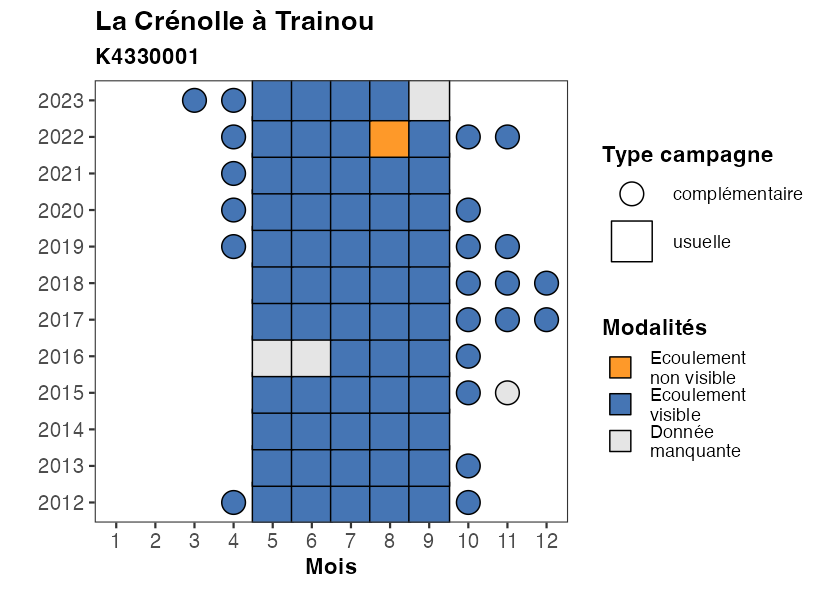 La Crénolle à Trainou
K4330001
2023
2022
2021
2020
2019
2018
2017
2016
2015
2014
2013
2012
1 2 3 4 5 6 7 8 9 10 11 12
Mois
Type campagne
complémentaire
usuelle
Modalités
Ecoulement
non visible
Ecoulement
visible
Donnée
manquante